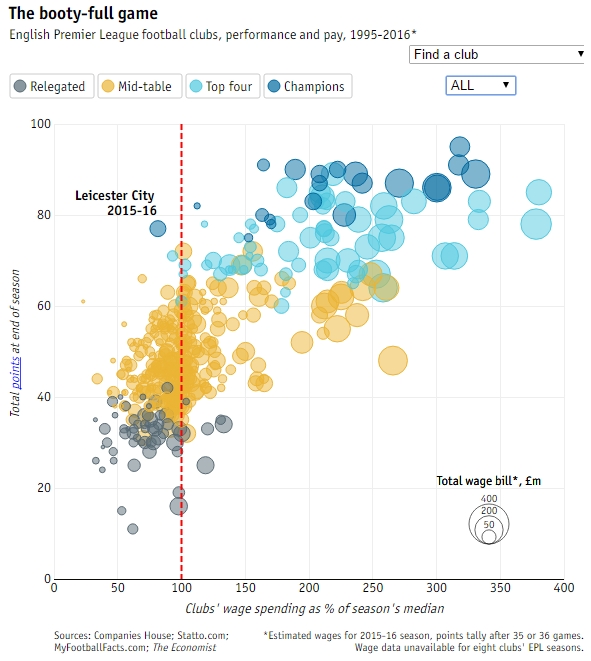 The booty-full game
English Premier League football clubs, performance and pay, 1995-2016*
Find a club
Relegated Mid-table Top four Champions ALL
100
80
60
40
20
0
Total points at end of season
Leicester City
2015-16
Total wage bill*, £m
400
200
50
0 50 100 150 200 250 300 350 400
Clubs' wage spending as % of season's median
Sources: Companies House; Statto.com;
MyFootballFacts.com; The Economist
*Estimated wages for 2015-16 season, points tally after 35 or 36 games.
Wage data unavailable for eight clubs' EPL seasons.